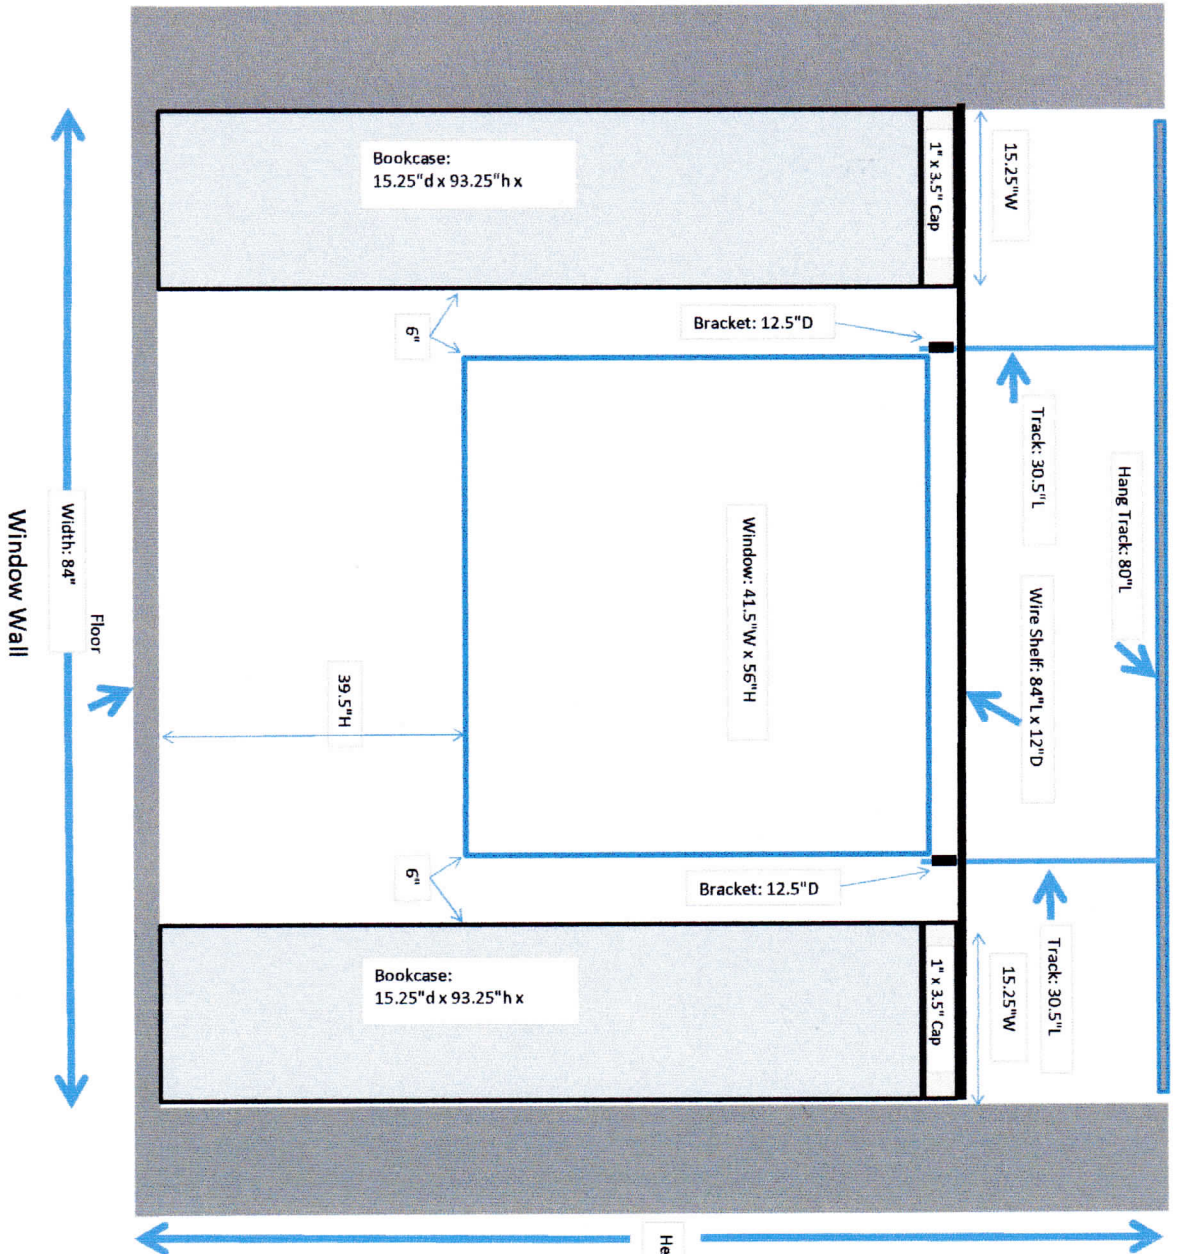 Hang Track: 80"L
15.25"W
Track: 30.5"L
Wire Shelf: 84"L x 12"D
Track: 30.5"L
15.25"W
1" x 3.5" Cap
Bracket: 12.5"D
Bracket: 12.5"D
1" x 3.5" Cap
Window: 41.5"W x 56"H
Bookcase:
15.25"d x 93.25"h x
6"
6"
Bookcase:
15.25"d x 93.25"h x
39.5"H
Floor
Width: 84"
Window Wall
He